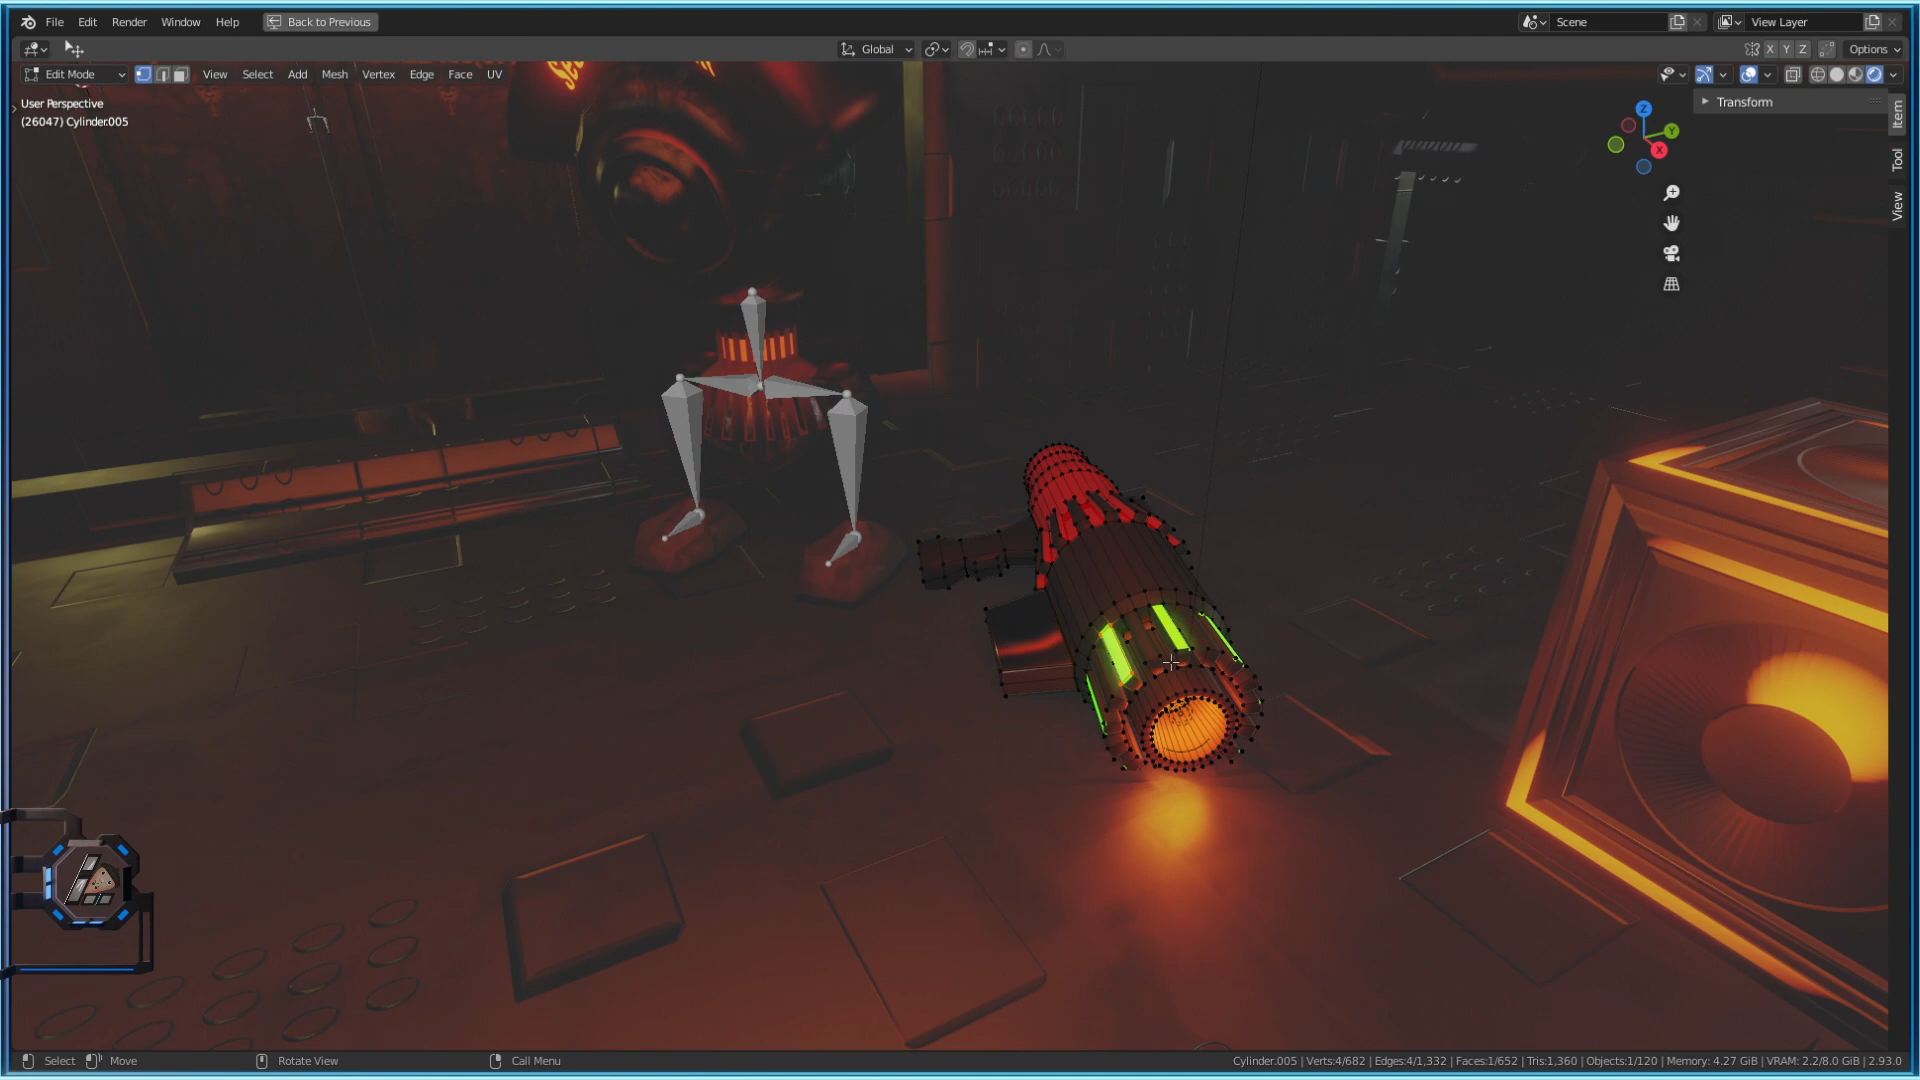 File Edit Render Window Help Back to Previous Scene View Layer
Global X Y Z Options
Edit Mode View Select Add Mesh Vertex Edge Face UV
User Perspective
(26047) Cylinder.005
Transform
Item
Tool
View
Z
Y
X
Select Move Rotate View Call Menu Cylinder.005 | Verts:4/682 | Edges:4/1,332 | Faces:1/652 | Tris:1,360 | Objects:1/120 | Memory: 4.27 GiB | VRAM: 2.2/8.0 GiB | 2.93.0